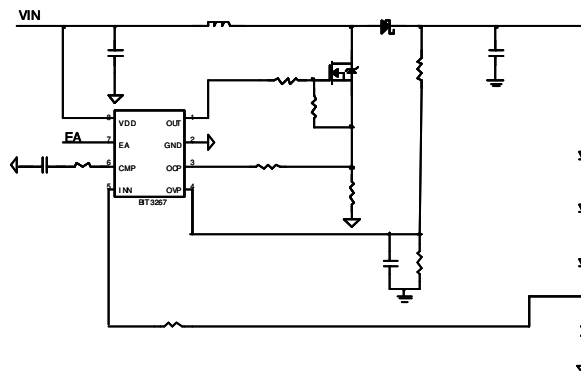 VIN
8 VDD OUT 1
EA 7 EA GND 2
6 CMP OCP 3
5 INN OVP 4
BIT3267